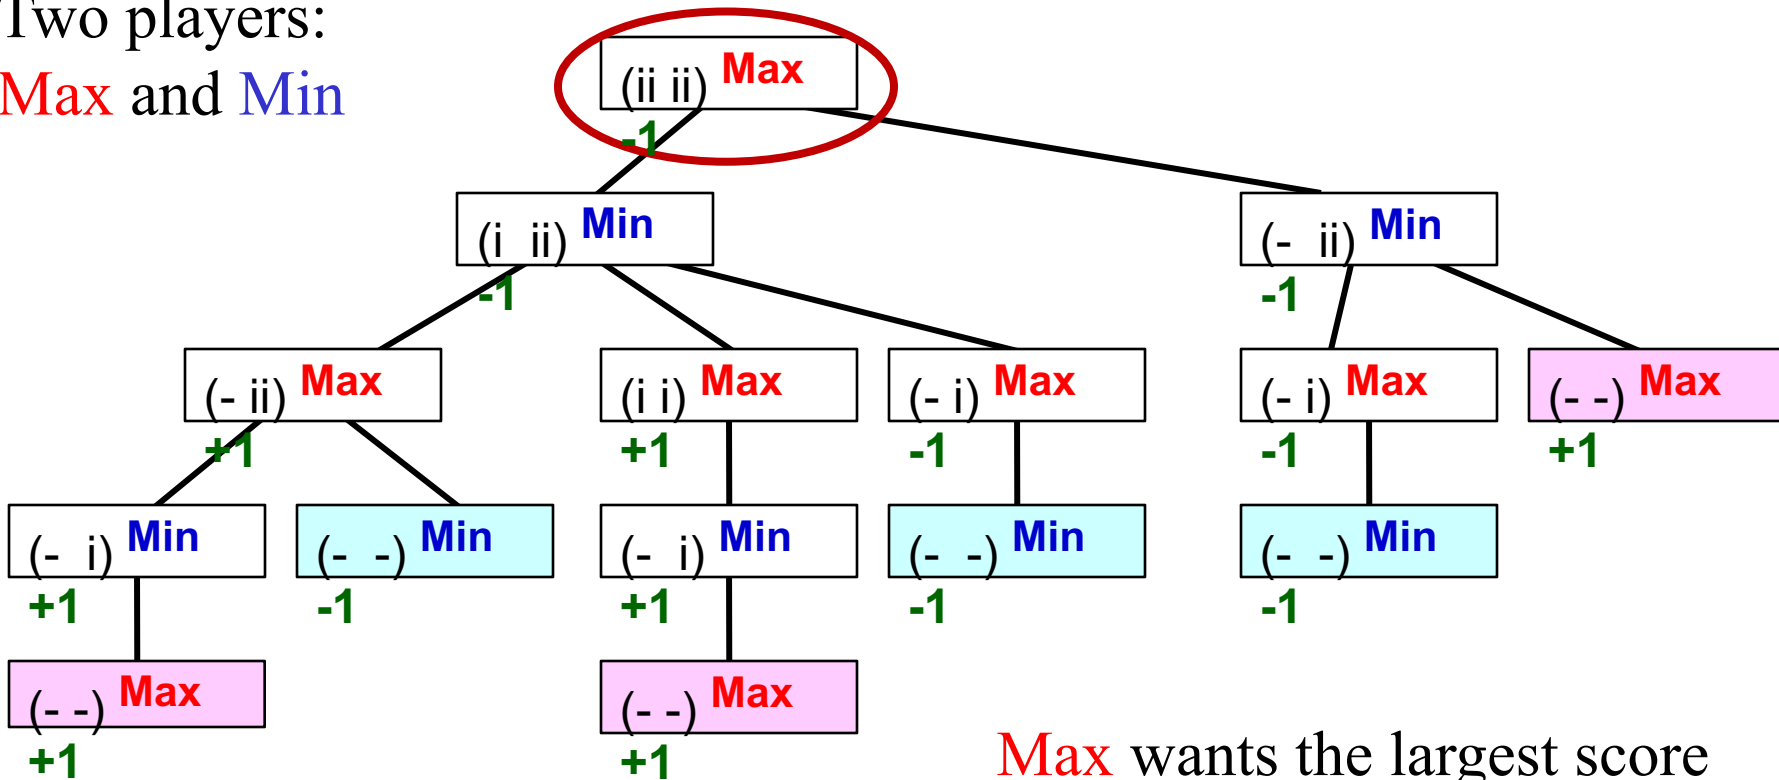 Two players:
Max and Min
(ii ii) Max
-1
(i ii) Min
-1
(- ii) Min
-1
(- ii) Max
+1
(i i) Max
+1
(- i) Max
-1
(- i) Max
-1
(- -) Max
+1
(- i) Min
+1
(- -) Min
-1
(- i) Min
+1
(- -) Min
-1
(- -) Min
-1
(- -) Max
+1
(- -) Max
+1
Max wants the largest score